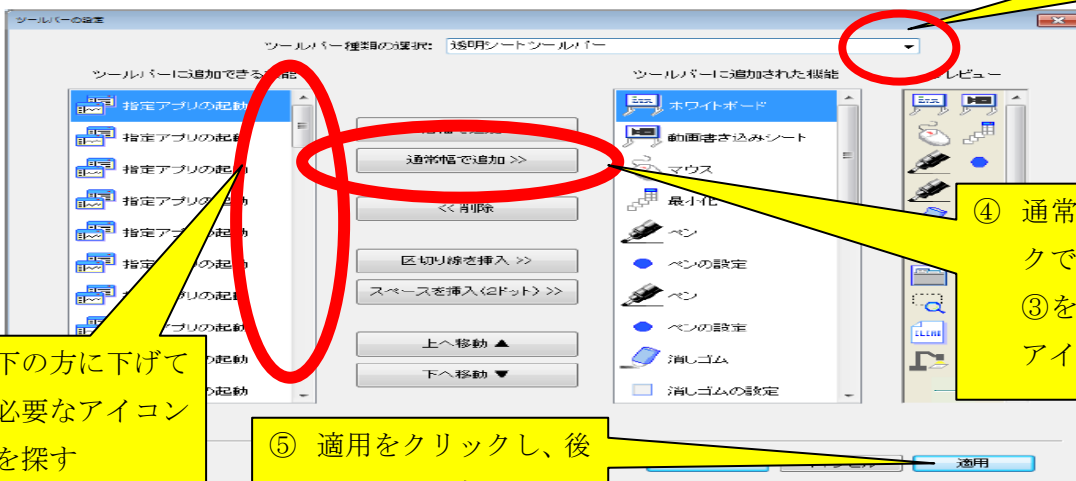 ツールバーの設定
ツールバー種類の選択: 透明シートツールバー
ツールバーに追加できる
ツールバーに追加された機能
レビュー
指定アプリの起動
指定アプリの起動
指定アプリの起
指定アプリの
指定アプリの
指定
の起動
リの起動
プリの起動
の起動
起動
通常幅で追加 >>
<< 削除
区切り線を挿入 >>
スペースを挿入(2ドット) >>
上へ移動 ▲
下へ移動 ▼
ホワイトボード
動画書き込みシート
マウス
最小化
ペン
ペンの設定
ペン
ペンの設定
消しゴム
消しゴムの設定
④ 通常
クで
③を
アイ
下の方に下げて
必要なアイコン
を探す
⑤ 適用をクリックし、後
適用